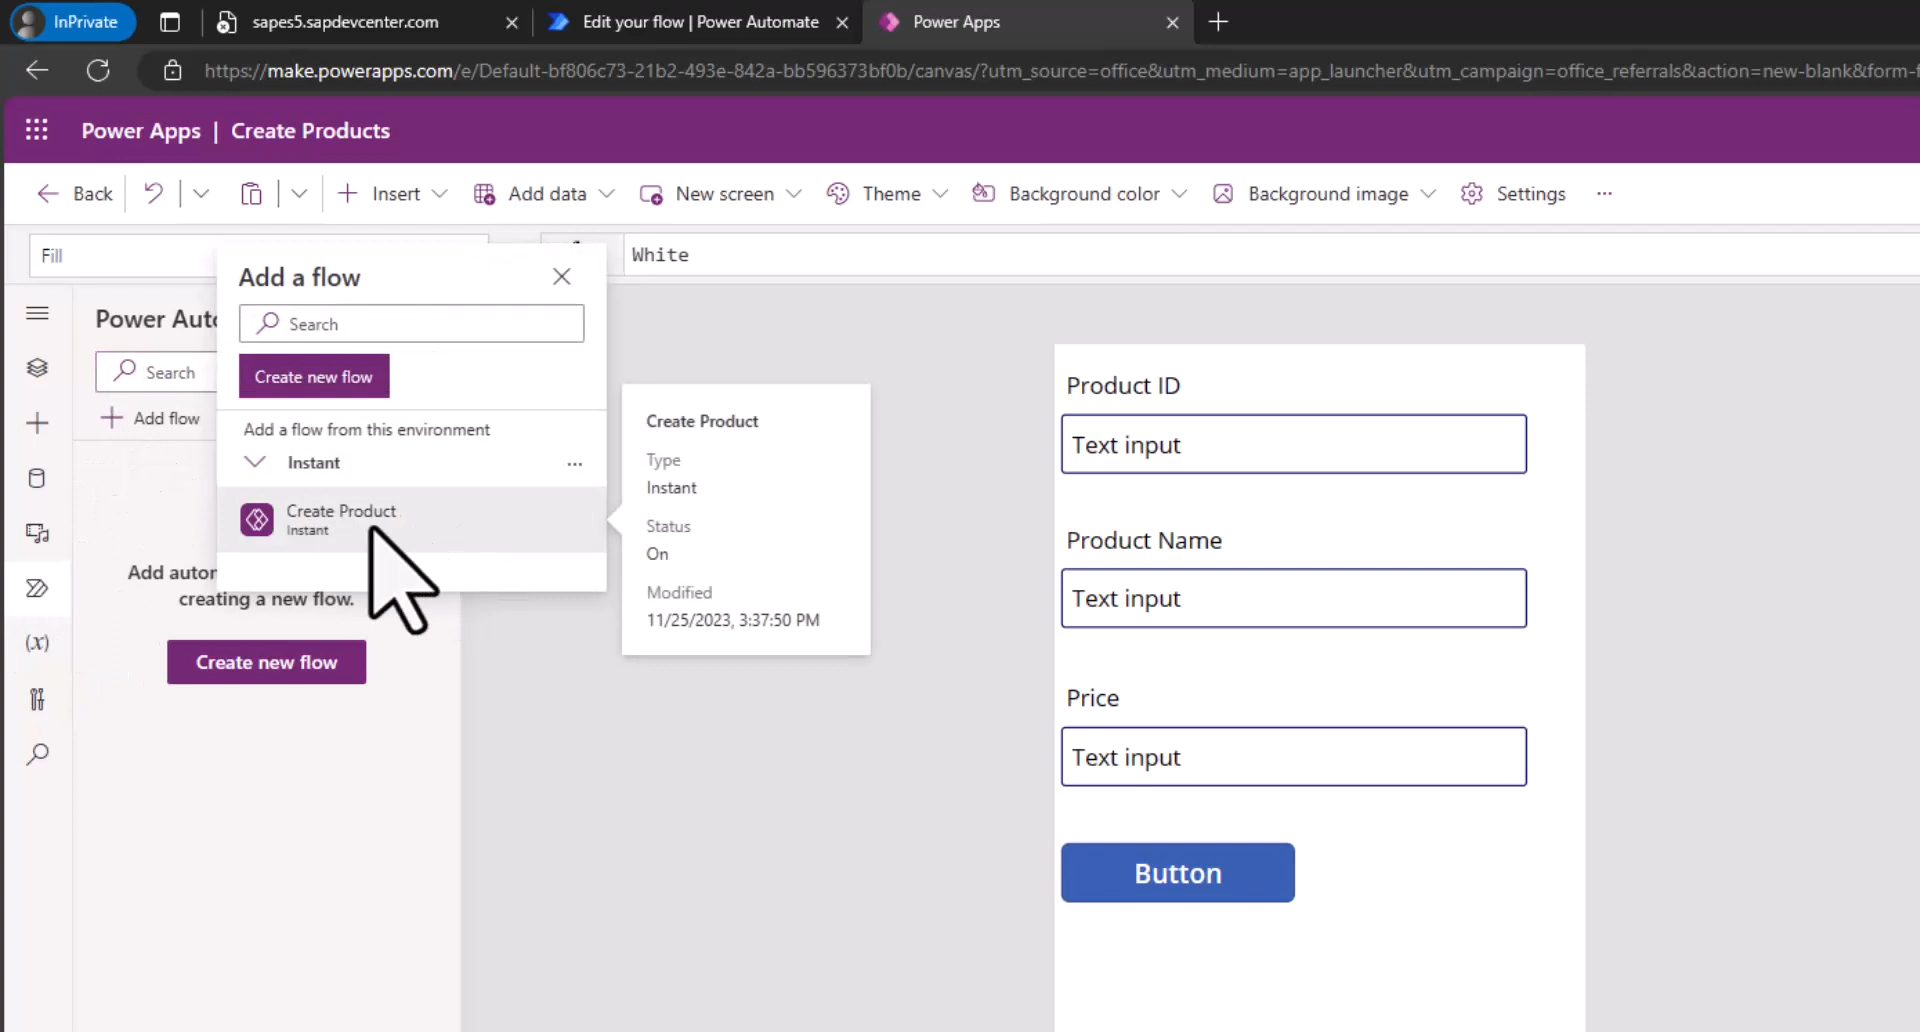 InPrivate
sapes5.sapdevcenter.com
Edit your flow | Power Automate
Power Apps
https://make.powerapps.com/e/Default-bf806c73-21b2-493e-842a-bb596373bf0b/canvas/?utm_source=office&utm_medium=app_launcher&utm_campaign=office_referrals&action=new-blank&form-f
Power Apps | Create Products
Back
Insert
Add data
New screen
Theme
Background color
Background image
Settings
Fill
White
Power Auto
Search
Add flow
Add a flow
Search
Create new flow
Add a flow from this environment
Instant
Create Product
Instant
Add auto
creating a new flow.
Create new flow
(x)
Create Product
Type
Instant
Status
On
Modified
11/25/2023, 3:37:50 PM
Product ID
Text input
Product Name
Text input
Price
Text input
Button